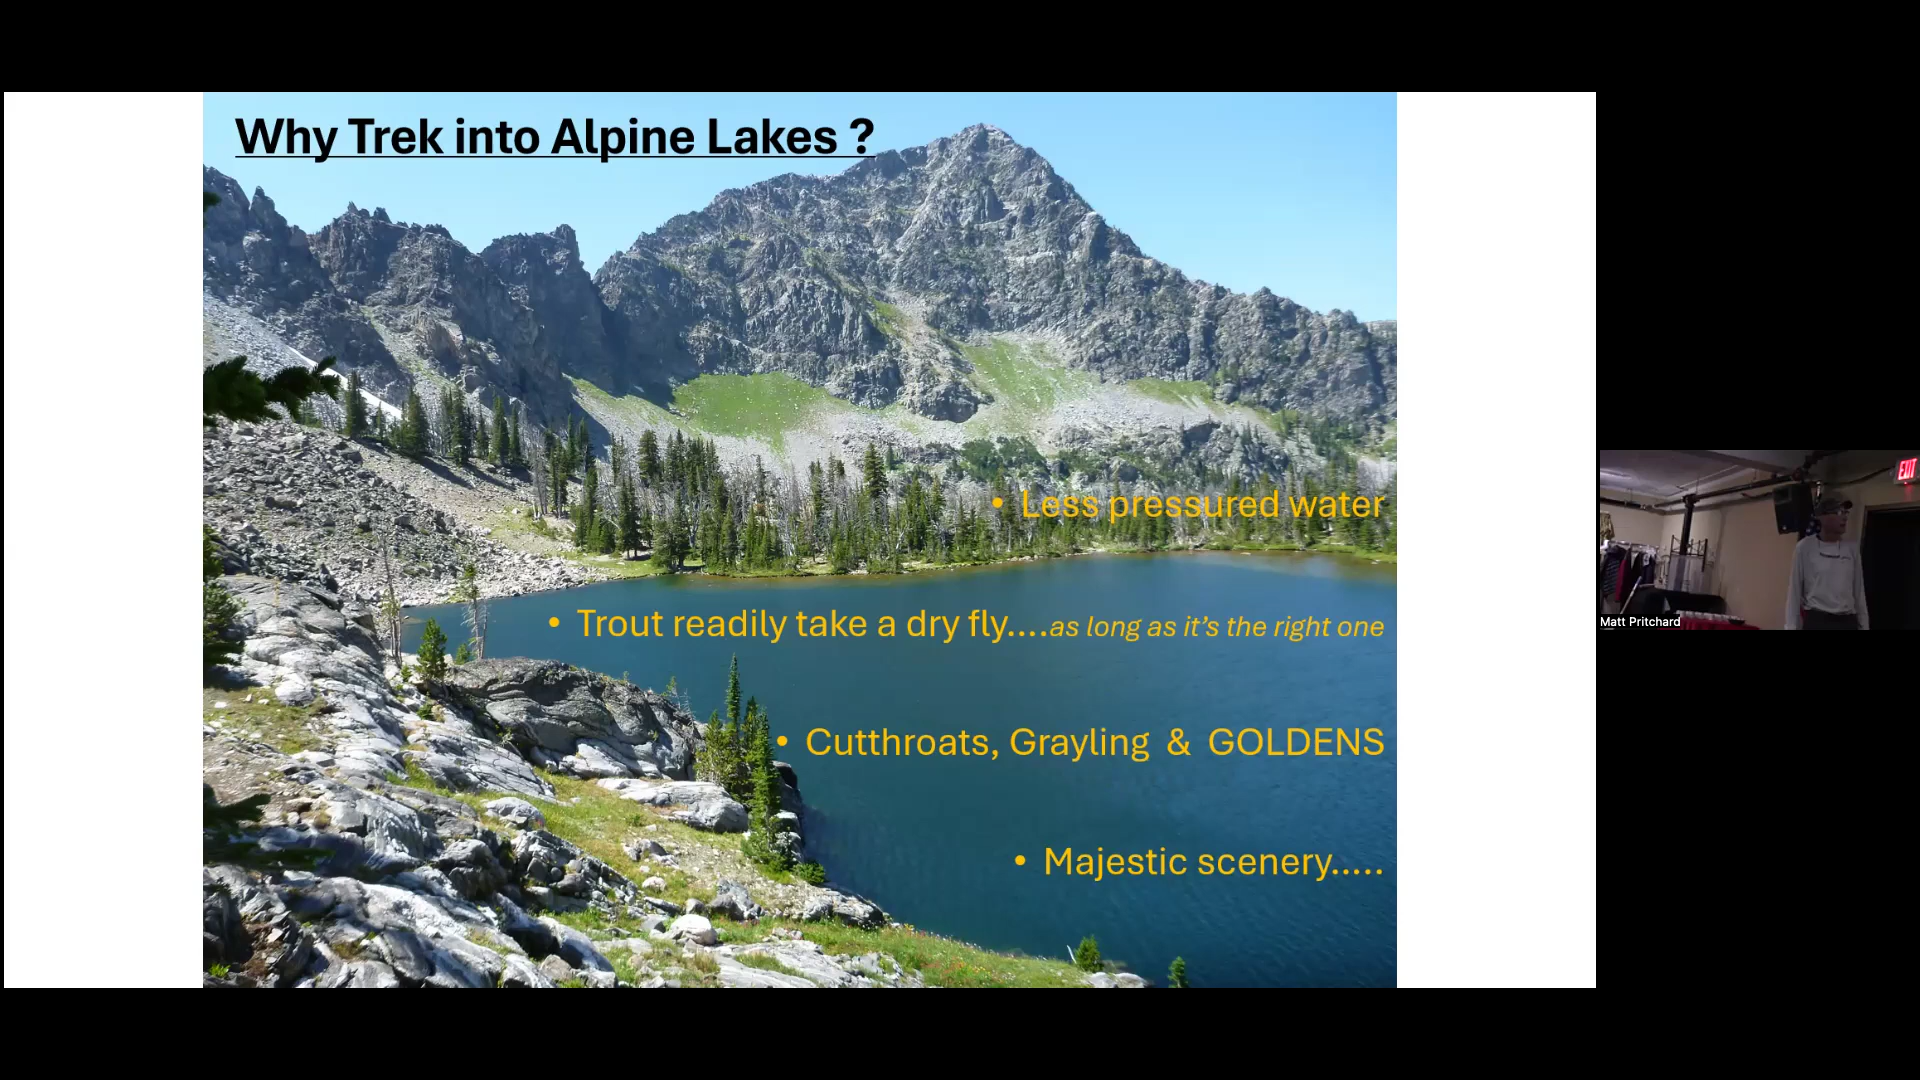 Why Trek into Alpine Lakes ?
• Less pressured water
• Trout readily take a dry fly....as long as it's the right one
• Cutthroats, Grayling & GOLDENS
• Majestic scenery.....
EXIT
Matt Pritchard